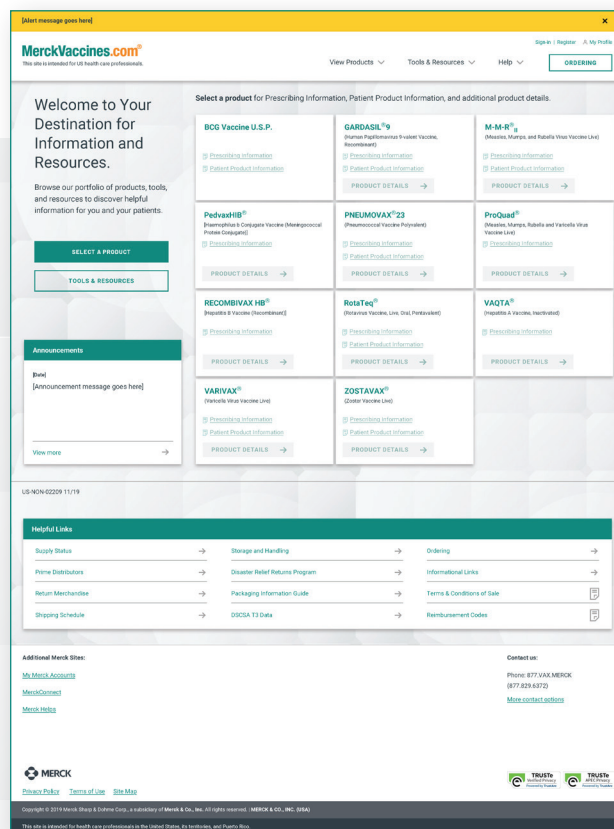 [Alert message goes here]
Sign-in | Register My Profile
MerckVaccines.com®
This site is intended for US health care professionals.
View Products Tools & Resources Help ORDERING
Welcome to Your
Destination for
Information and
Resources.
Browse our portfolio of products, tools,
and resources to discover helpful
information for you and your patients.
SELECT A PRODUCT
TOOLS & RESOURCES
Announcements
[Date]
[Announcement message goes here]
View more
Select a product for Prescribing Information, Patient Product Information, and additional product details.
BCG Vaccine U.S.P.
Prescribing Information
Patient Product Information
GARDASIL®9
(Human Papillomavirus 9-valent Vaccine,
Recombinant)
Prescribing Information
Patient Product Information
PRODUCT DETAILS
M-M-R®II
(Measles, Mumps, and Rubella Virus Vaccine Live)
Prescribing Information
Patient Product Information
PRODUCT DETAILS
PedvaxHIB®
[Haemophilus b Conjugate Vaccine (Meningococcal
Protein Conjugate)]
Prescribing Information
PRODUCT DETAILS
PNEUMOVAX®23
(Pneumococcal Vaccine Polyvalent)
Prescribing Information
Patient Product Information
PRODUCT DETAILS
ProQuad®
(Measles, Mumps, Rubella and Varicella Virus
Vaccine Live)
Prescribing Information
Patient Product Information
PRODUCT DETAILS
RECOMBIVAX HB®
[Hepatitis B Vaccine (Recombinant)]
Prescribing Information
PRODUCT DETAILS
RotaTeq®
(Rotavirus Vaccine, Live, Oral, Pentavalent)
Prescribing Information
Patient Product Information
PRODUCT DETAILS
VAQTA®
(Hepatitis A Vaccine, Inactivated)
Prescribing Information
PRODUCT DETAILS
VARIVAX®
(Varicella Virus Vaccine Live)
Prescribing Information
Patient Product Information
PRODUCT DETAILS
ZOSTAVAX®
(Zoster Vaccine Live)
Prescribing Information
Patient Product Information
PRODUCT DETAILS
US-NON-02209 11/19
Helpful Links
Supply Status Storage and Handling Ordering
Prime Distributors Disaster Relief Returns Program Informational Links
Return Merchandise Packaging Information Guide Terms & Conditions of Sale
Shipping Schedule DSCSA T3 Data Reimbursement Codes
Additional Merck Sites:
My Merck Accounts
MerckConnect
Merck Helps
Contact us:
Phone: 877.VAX.MERCK
(877.829.6372)
More contact options
MERCK
Privacy Policy Terms of Use Site Map
TRUSTe
Verified Privacy
Powered by TrustArc
TRUSTe
APEC Privacy
Powered by TrustArc
Copyright © 2019 Merck Sharp & Dohme Corp., a subsidiary of Merck & Co., Inc. All rights reserved. | MERCK & CO., INC. (USA)
This site is intended for health care professionals in the United States, its territories, and Puerto Rico.